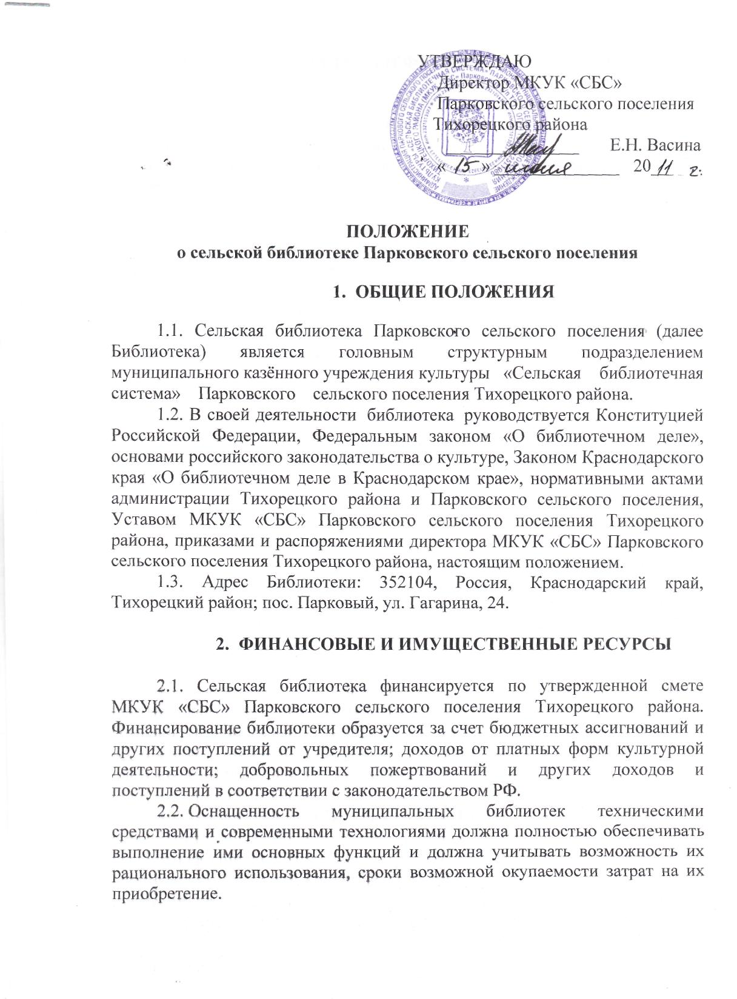 УТВЕРЖДАЮ
Директор МКУК «СБС»
Парковского сельского поселения
Тихорецкого района
Е.Н. Васина
« 15 » 20 11 г.
ПОЛОЖЕНИЕ
о сельской библиотеке Парковского сельского поселения
1. ОБЩИЕ ПОЛОЖЕНИЯ
1.1. Сельская библиотека Парковского сельского поселения (далее
Библиотека) является головным структурным подразделением
муниципального казённого учреждения культуры «Сельская библиотечная
система» Парковского сельского поселения Тихорецкого района.
1.2. В своей деятельности библиотека руководствуется Конституцией
Российской Федерации, Федеральным законом «О библиотечном деле»,
основами российского законодательства о культуре, Законом Краснодарского
края «О библиотечном деле в Краснодарском крае», нормативными актами
администрации Тихорецкого района и Парковского сельского поселения,
Уставом МКУК «СБС» Парковского сельского поселения Тихорецкого
района, приказами и распоряжениями директора МКУК «СБС» Парковского
сельского поселения Тихорецкого района, настоящим положением.
1.3. Адрес Библиотеки: 352104, Россия, Краснодарский край,
Тихорецкий район; пос. Парковый, ул. Гагарина, 24.
2. ФИНАНСОВЫЕ И ИМУЩЕСТВЕННЫЕ РЕСУРСЫ
2.1. Сельская библиотека финансируется по утвержденной смете
МКУК «СБС» Парковского сельского поселения Тихорецкого района.
Финансирование библиотеки образуется за счет бюджетных ассигнований и
других поступлений от учредителя; доходов от платных форм культурной
деятельности; добровольных пожертвований и других доходов и
поступлений в соответствии с законодательством РФ.
2.2. Оснащенность муниципальных библиотек техническими
средствами и современными технологиями должна полностью обеспечивать
выполнение ими основных функций и должна учитывать возможность их
рационального использования, сроки возможной окупаемости затрат на их
приобретение.